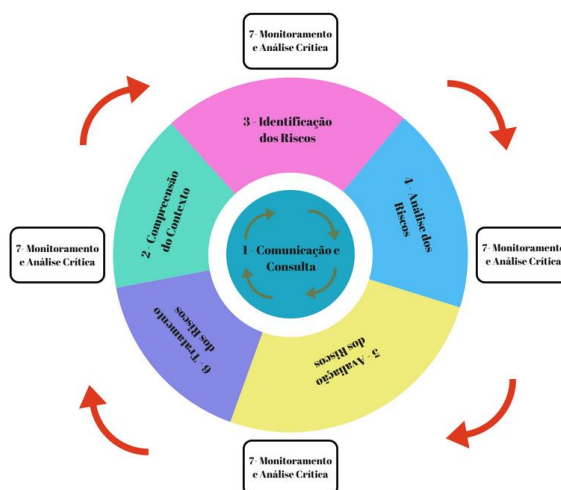 7- Monitoramento
e Análise Crítica
3 - Identificação
dos Riscos
2 - Compreensão
do Contexto
4 - Análise dos
Riscos
1 - Comunicação e
Consulta
7- Monitoramento
e Análise Crítica
7- Monitoramento
e Análise Crítica
6 - Tratamento
dos Riscos
5 - Avaliação
dos Riscos
7- Monitoramento
e Análise Crítica